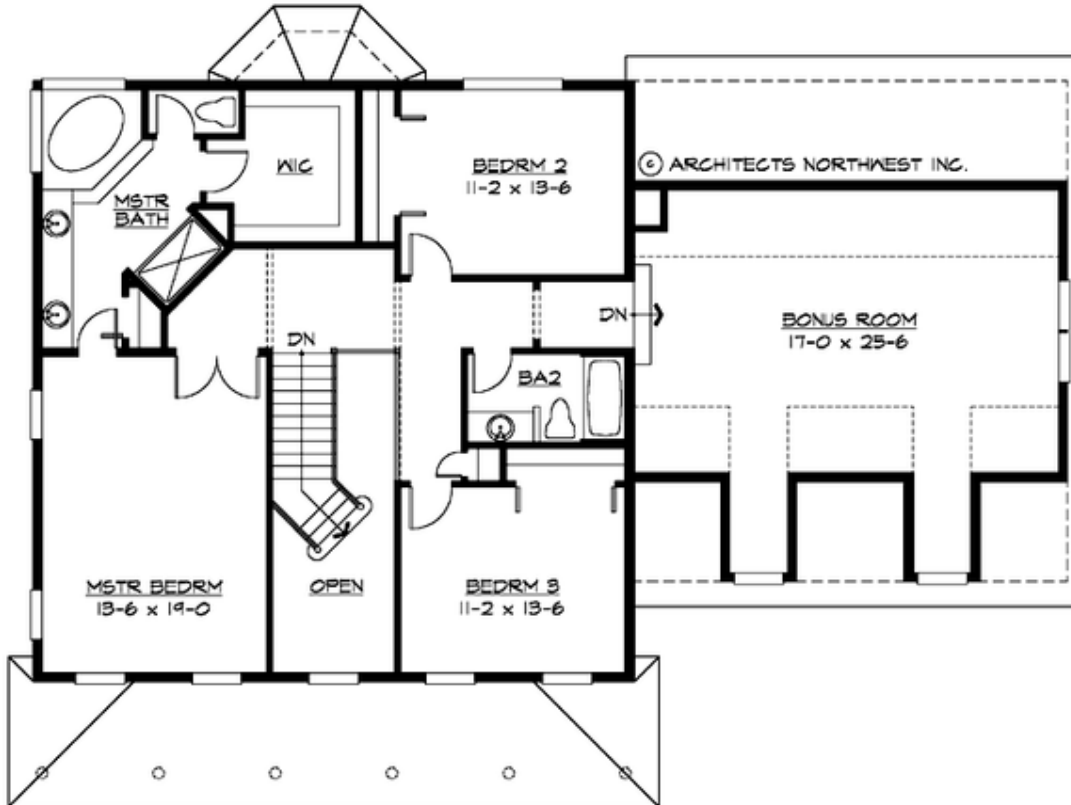 WIC
BEDRM 2
11-2 x 13-6
© ARCHITECTS NORTHWEST INC.
MSTR
BATH
DN
DN
BONUS ROOM
17-0 x 25-6
BA2
MSTR BEDRM
13-6 x 19-0
OPEN
BEDRM 3
11-2 x 13-6